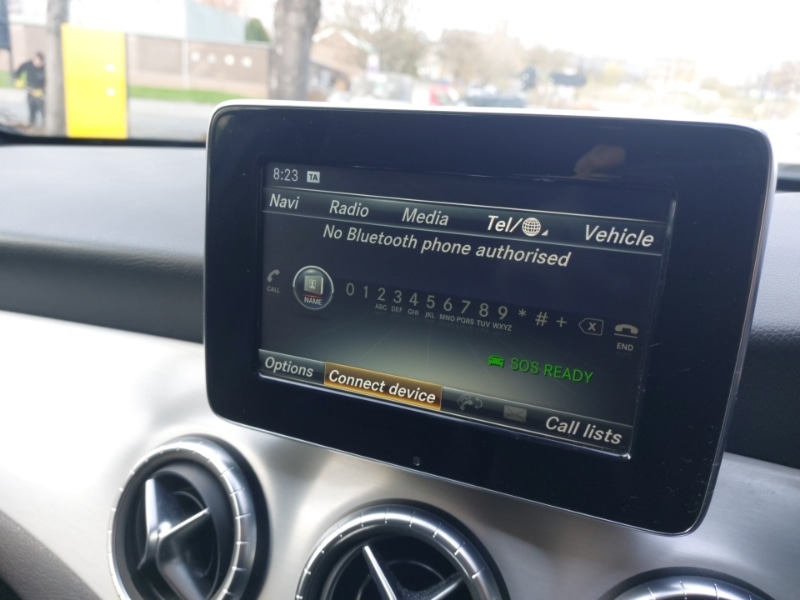 8:23 TA
Navi Radio Media Tel/ Vehicle
No Bluetooth phone authorised
CALL NAME 0 1 2 3 4 5 6 7 8 9 * # + END
ABC DEF GHI JKL MNO PQRS TUV WXYZ
SOS READY
Options Connect device Call lists